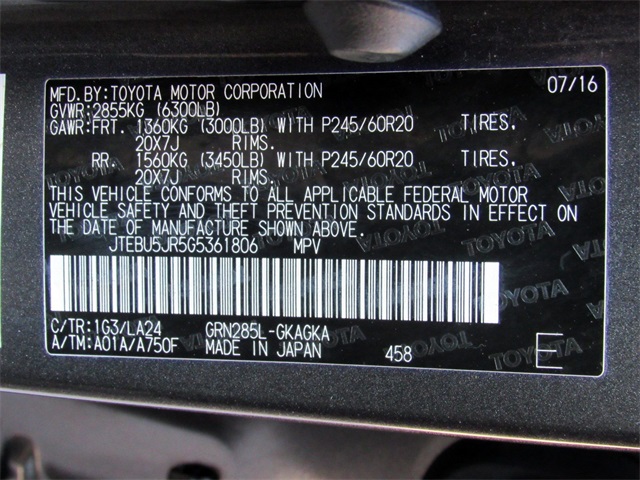 MFD.BY:TOYOTA MOTOR CORPORATION 07/16
GVWR:2855KG (6300LB)
GAWR:FRT. 1360KG (3000LB) WITH P245/60R20 TIRES,
20X7J RIMS.
RR. 1560KG (3450LB) WITH P245/60R20 TIRES,
20X7J RIMS.
THIS VEHICLE CONFORMS TO ALL APPLICABLE FEDERAL MOTOR
VEHICLE SAFETY AND THEFT PREVENTION STANDARDS IN EFFECT ON
THE DATE OF MANUFACTURE SHOWN ABOVE.
JTEBU5JR5G5361806 MPV
C/TR:1G3/LA24 GRN285L-GKAGKA
A/TM:A01A/A750F MADE IN JAPAN 458 E